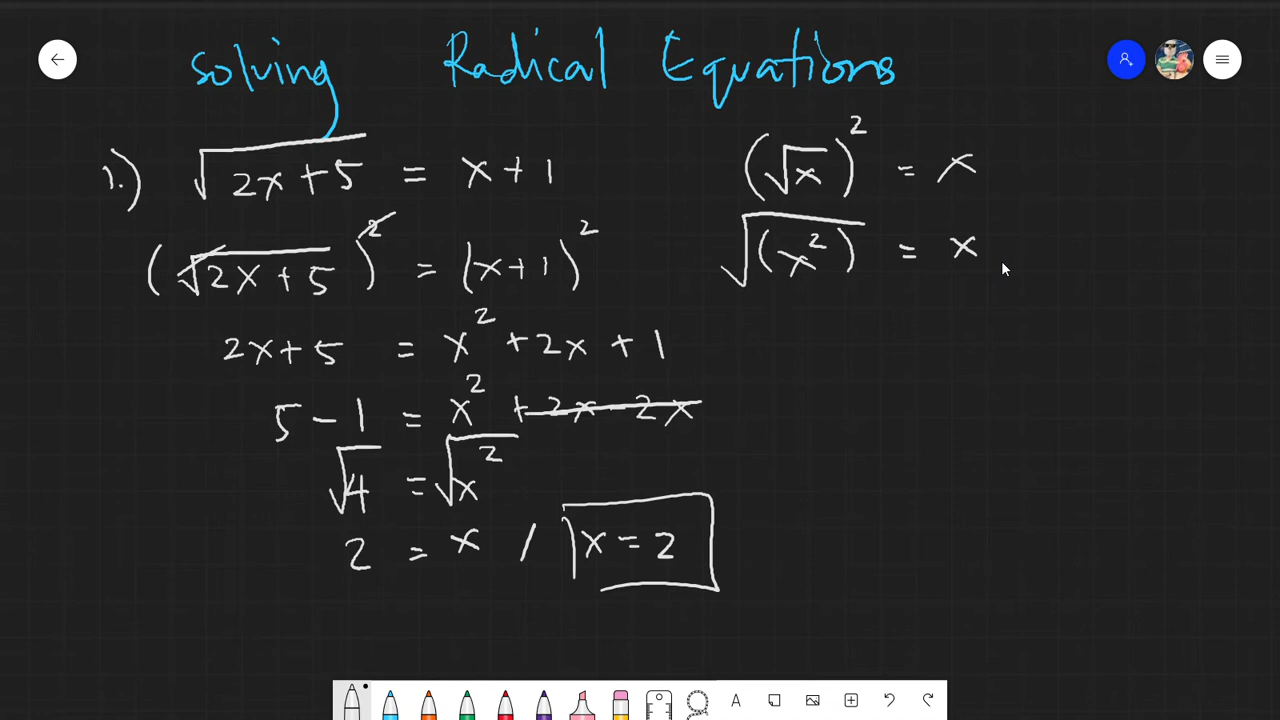 solving Radical Equations
1.) √2x+5 = x+1
(√2x+5)² = (x+1)²
2x+5 = x² +2x +1
5-1 = x² +2x-2x
√4 = √x²
2 = x / x=2
(√x)² = x
√(x²) = x
A